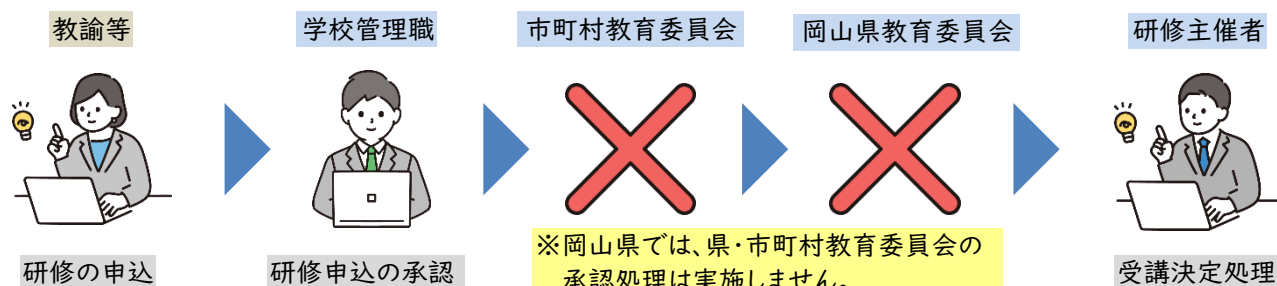 教諭等
学校管理職
市町村教育委員会
岡山県教育委員会
研修主催者
研修の申込
研修申込の承認
※岡山県では、県・市町村教育委員会の
承認処理は実施しません。
受講決定処理